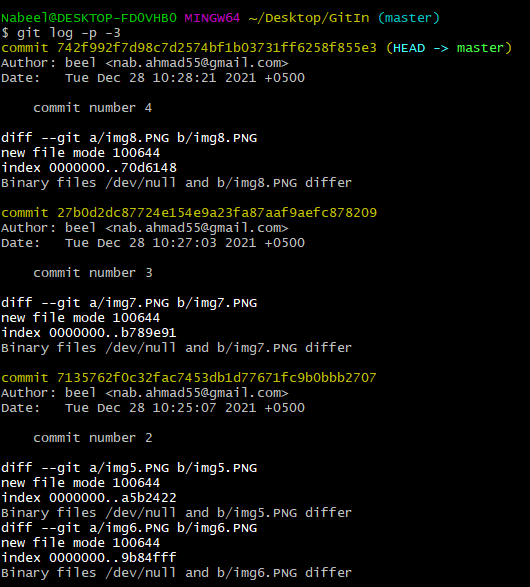 Nabeel@DESKTOP-FD0VHB0 MINGW64 ~/Desktop/GitIn (master)
$ git log -p -3
commit 742f992f7d98c7d2574bf1b03731ff6258f855e3 (HEAD -> master)
Author: beel <nab.ahmad55@gmail.com>
Date:   Tue Dec 28 10:28:21 2021 +0500

    commit number 4

diff --git a/img8.PNG b/img8.PNG
new file mode 100644
index 0000000..70d6148
Binary files /dev/null and b/img8.PNG differ

commit 27b0d2dc87724e154e9a23fa87aaf9aefc878209
Author: beel <nab.ahmad55@gmail.com>
Date:   Tue Dec 28 10:27:03 2021 +0500

    commit number 3

diff --git a/img7.PNG b/img7.PNG
new file mode 100644
index 0000000..b789e91
Binary files /dev/null and b/img7.PNG differ

commit 7135762f0c32fac7453db1d77671fc9b0bbb2707
Author: beel <nab.ahmad55@gmail.com>
Date:   Tue Dec 28 10:25:07 2021 +0500

    commit number 2

diff --git a/img5.PNG b/img5.PNG
new file mode 100644
index 0000000..a5b2422
Binary files /dev/null and b/img5.PNG differ
diff --git a/img6.PNG b/img6.PNG
new file mode 100644
index 0000000..9b84fff
Binary files /dev/null and b/img6.PNG differ